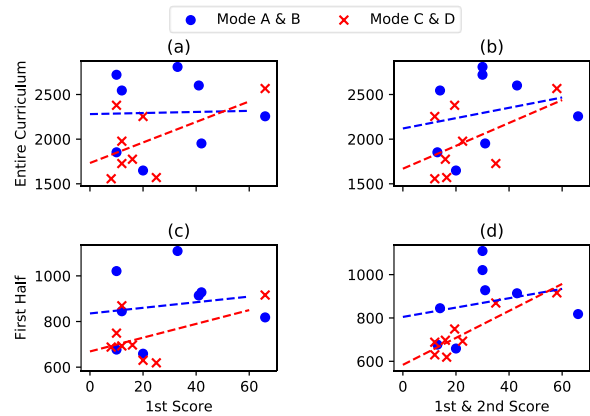 Mode A & B Mode C & D
(a) (b)
Entire Curriculum
2500 2500
2000 2000
1500 1500
(c) (d)
First Half
1000 1000
800 800
600 600
0 20 40 60 0 20 40 60
1st Score 1st & 2nd Score